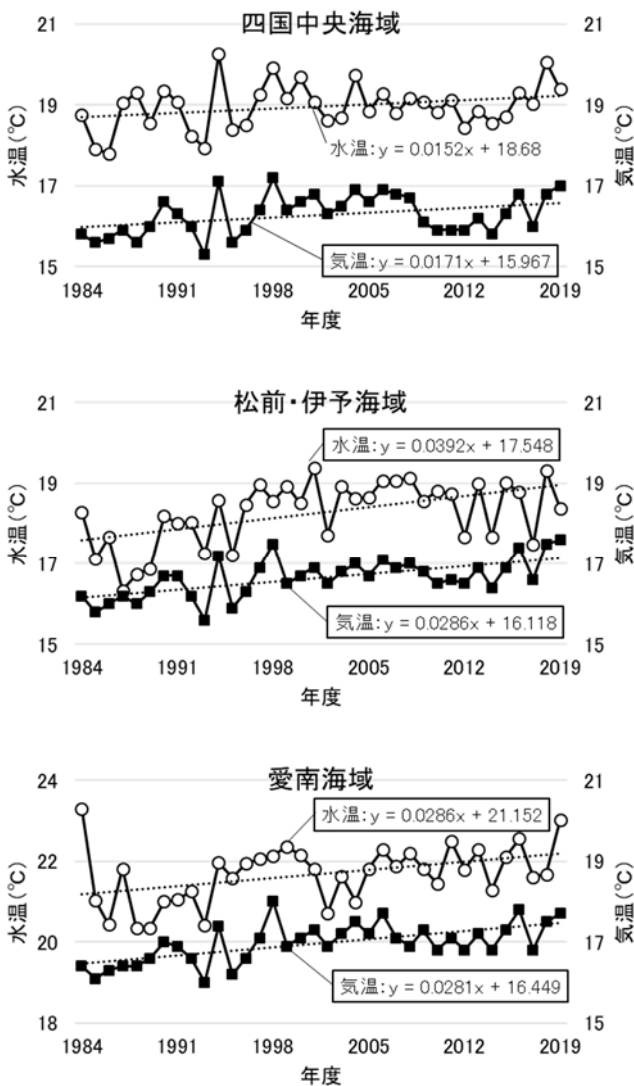 四国中央海域
21 21
19 19
17 17
15 15
水温(℃)
気温(℃)
水温:y = 0.0152x + 18.68
気温:y = 0.0171x + 15.967
1984 1991 1998 2005 2012 2019
年度
松前・伊予海域
21 21
19 19
17 17
15 15
水温(℃)
気温(℃)
水温:y = 0.0392x + 17.548
気温:y = 0.0286x + 16.118
1984 1991 1998 2005 2012 2019
年度
愛南海域
24 21
22 19
20 17
18 15
水温(℃)
気温(℃)
水温:y = 0.0286x + 21.152
気温:y = 0.0281x + 16.449
1984 1991 1998 2005 2012 2019
年度